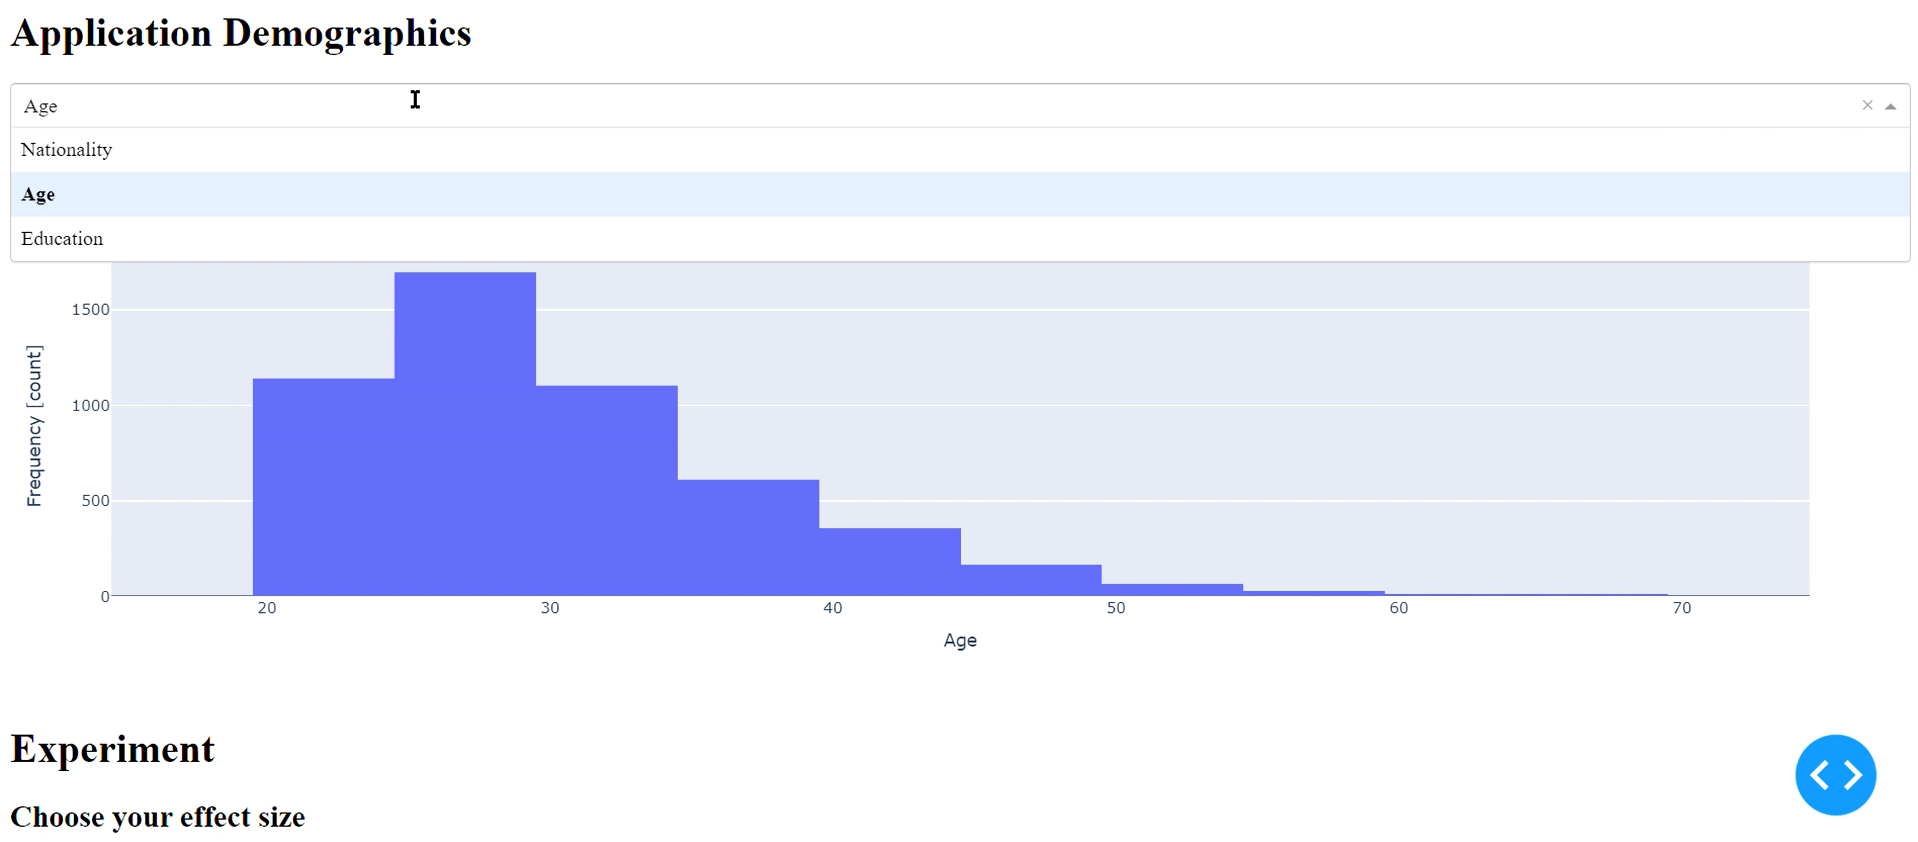 Application Demographics
Age
Nationality
Age
Education
1500
1000
500
0
Frequency [count]
20 30 40 50 60 70
Age
Experiment
Choose your effect size